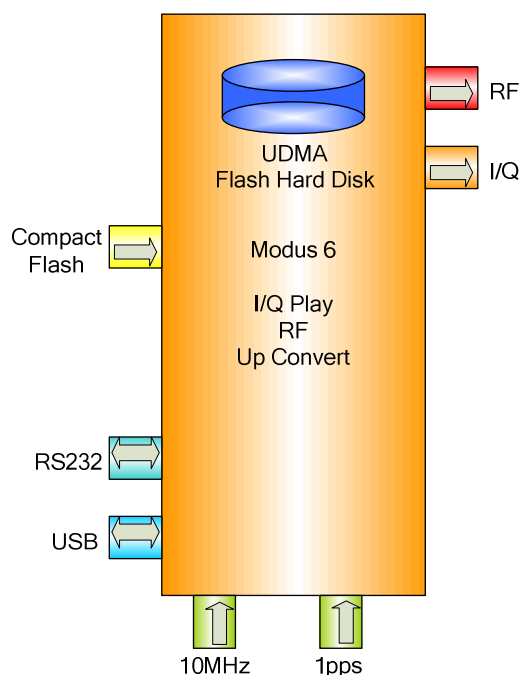 RF
UDMA
Flash Hard Disk
I/Q
Compact
Flash
Modus 6
I/Q Play
RF
Up Convert
RS232
USB
10MHz
1pps